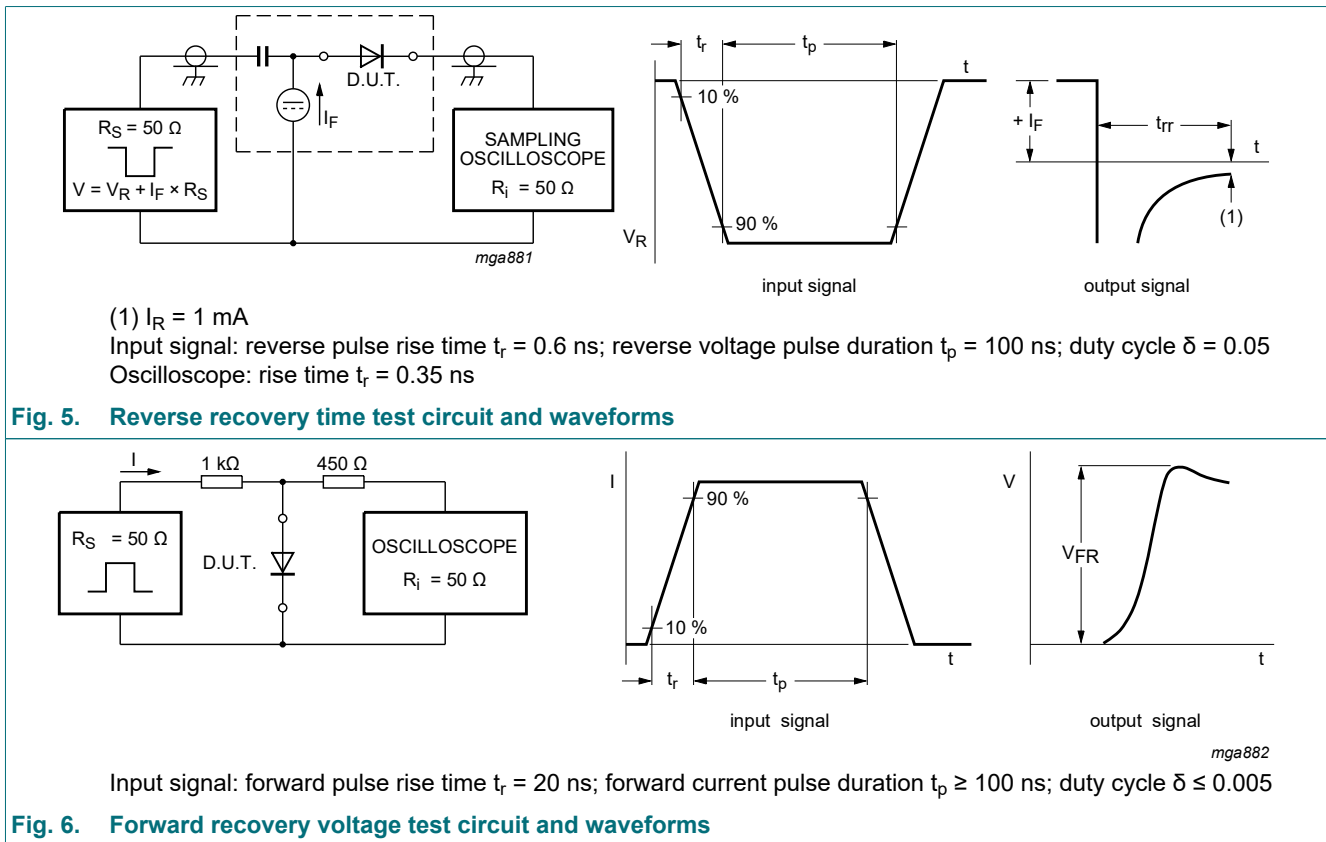 D.U.T.
I_F
R_S = 50 Ω
V = V_R + I_F × R_S
SAMPLING
OSCILLOSCOPE
R_i = 50 Ω
mga881
t_r
t_p
t
10 %
90 %
V_R
input signal
+ I_F
t_rr
t
(1)
output signal
(1) I_R = 1 mA
Input signal: reverse pulse rise time t_r = 0.6 ns; reverse voltage pulse duration t_p = 100 ns; duty cycle δ = 0.05
Oscilloscope: rise time t_r = 0.35 ns
Fig. 5. Reverse recovery time test circuit and waveforms
I
1 kΩ
450 Ω
R_S = 50 Ω
D.U.T.
OSCILLOSCOPE
R_i = 50 Ω
I
90 %
10 %
t
t_r
t_p
input signal
V
V_FR
t
output signal
mga882
Input signal: forward pulse rise time t_r = 20 ns; forward current pulse duration t_p ≥ 100 ns; duty cycle δ ≤ 0.005
Fig. 6. Forward recovery voltage test circuit and waveforms